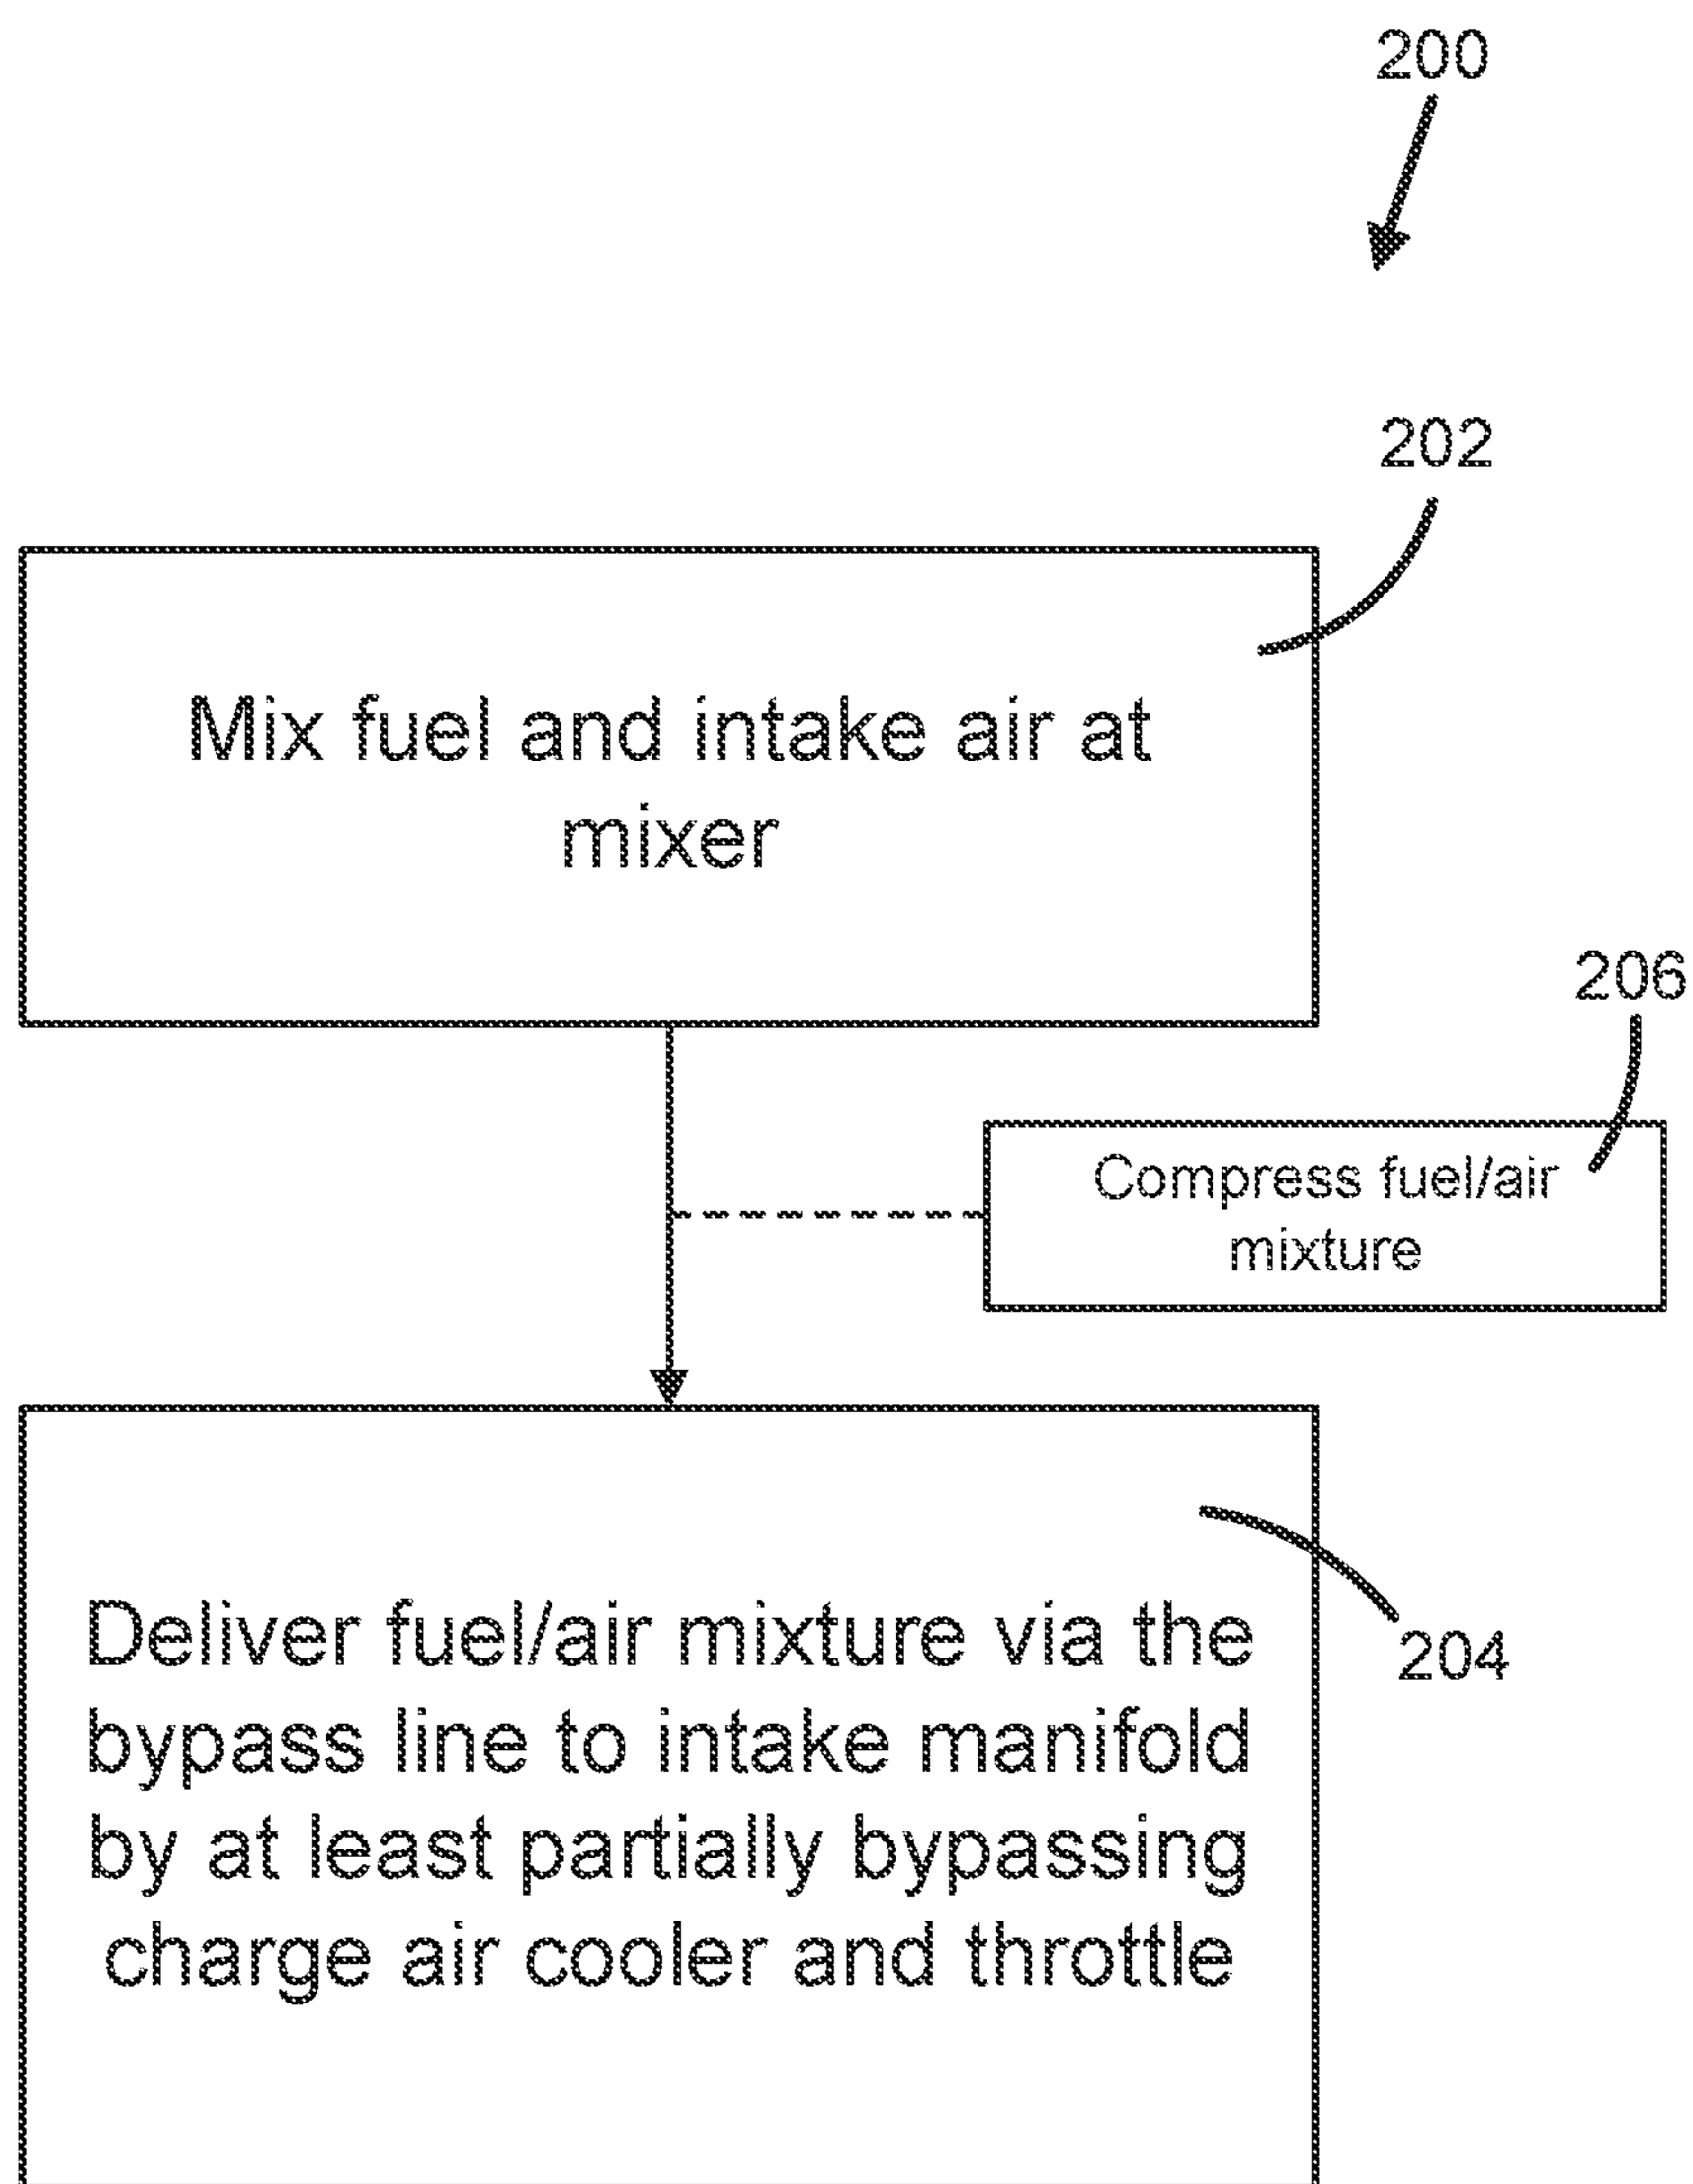 200
202
Mix fuel and intake air at
mixer
206
Compress fuel/air
mixture
Deliver fuel/air mixture via the
bypass line to intake manifold
by at least partially bypassing
charge air cooler and throttle
204